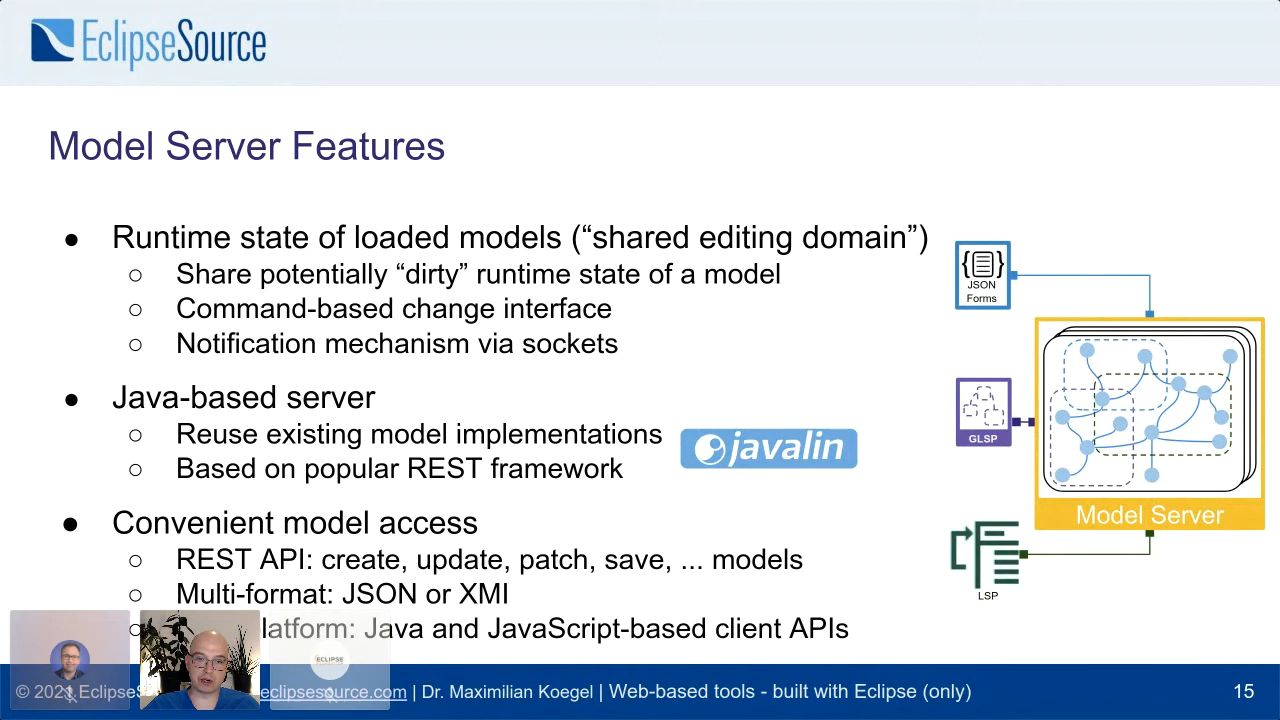 EclipseSource
Model Server Features
● Runtime state of loaded models (“shared editing domain”)
○ Share potentially “dirty” runtime state of a model
○ Command-based change interface
○ Notification mechanism via sockets
● Java-based server
○ Reuse existing model implementations
○ Based on popular REST framework
javalin
● Convenient model access
○ REST API: create, update, patch, save, ... models
○ Multi-format: JSON or XMI
○ latform: Java and JavaScript-based client APIs
{ }
JSON
Forms
GLSP
Model Server
LSP
ECLIPSE
© 2021 EclipseS eclipsesource.com | Dr. Maximilian Koegel | Web-based tools - built with Eclipse (only)
15